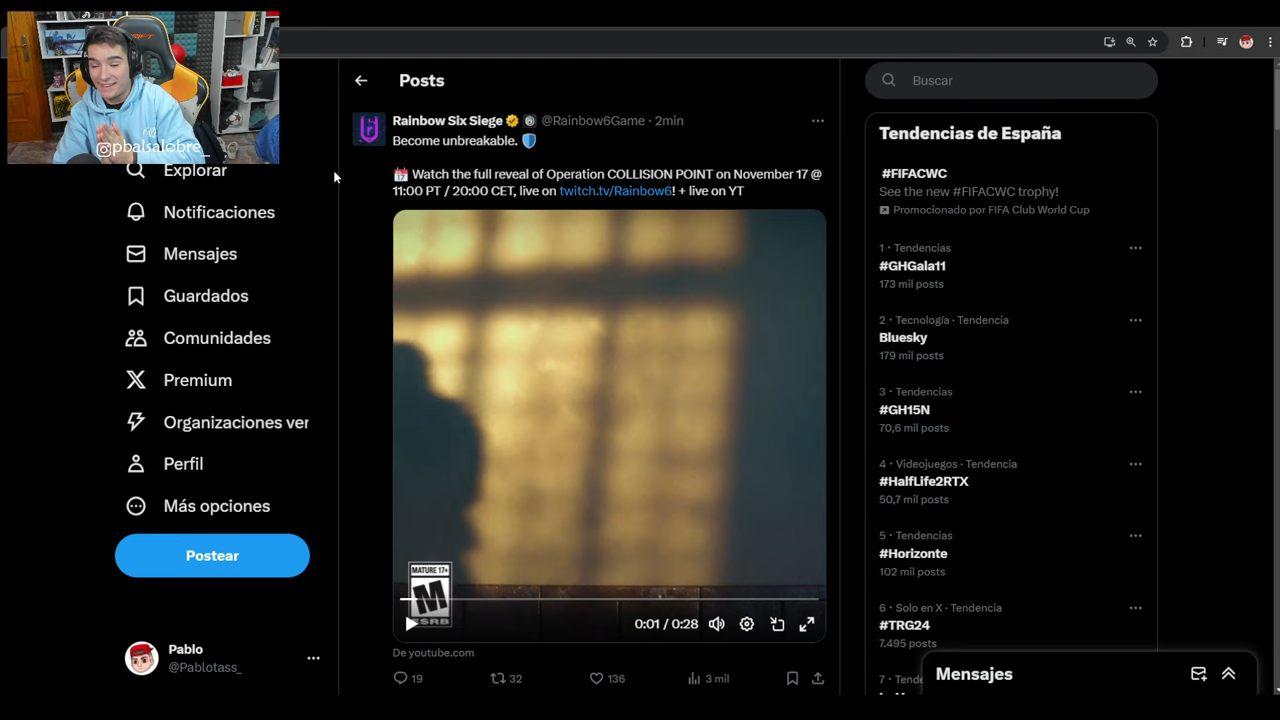 pbalsalobre_
Explorar
Notificaciones
Mensajes
Guardados
Comunidades
Premium
Organizaciones ver
Perfil
Más opciones
Postear
Pablo
@Pablotass_
Posts
Rainbow Six Siege @Rainbow6Game · 2min
Become unbreakable.
Watch the full reveal of Operation COLLISION POINT on November 17 @
11:00 PT / 20:00 CET, live on twitch.tv/Rainbow6! + live on YT
MATURE 17+
M
ESRB
0:01 / 0:28
De youtube.com
19
32
136
3 mil
Buscar
Tendencias de España
#FIFACWC
See the new #FIFACWC trophy!
Promocionado por FIFA Club World Cup
1 · Tendencias
#GHGala11
173 mil posts
2 · Tecnología · Tendencia
Bluesky
179 mil posts
3 · Tendencias
#GH15N
70,6 mil posts
4 · Videojuegos · Tendencia
#HalfLife2RTX
50,7 mil posts
5 · Tendencias
#Horizonte
102 mil posts
6 · Solo en X · Tendencia
#TRG24
7.495 posts
Mensajes